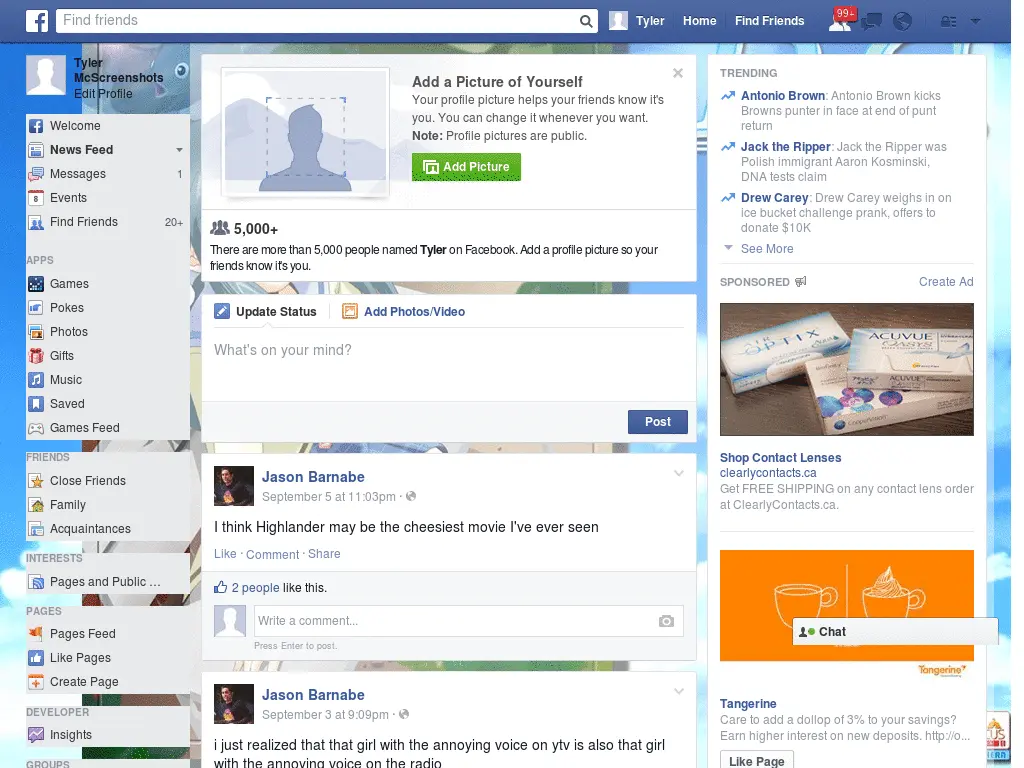 Find friends
Tyler
Home
Find Friends
99+
Tyler
McScreenshots
Edit Profile
Welcome
News Feed
Messages 1
Events
Find Friends 20+
APPS
Games
Pokes
Photos
Gifts
Music
Saved
Games Feed
FRIENDS
Close Friends
Family
Acquaintances
INTERESTS
Pages and Public ...
PAGES
Pages Feed
Like Pages
Create Page
DEVELOPER
Insights
GROUPS
Add a Picture of Yourself
Your profile picture helps your friends know it's
you. You can change it whenever you want.
Note: Profile pictures are public.
Add Picture
5,000+
There are more than 5,000 people named Tyler on Facebook. Add a profile picture so your
friends know it's you.
Update Status
Add Photos/Video
What's on your mind?
Post
Jason Barnabe
September 5 at 11:03pm ·
I think Highlander may be the cheesiest movie I've ever seen
Like · Comment · Share
2 people like this.
Write a comment...
Press Enter to post.
Jason Barnabe
September 3 at 9:09pm ·
i just realized that that girl with the annoying voice on ytv is also that girl
with the annoying voice on the radio
TRENDING
Antonio Brown: Antonio Brown kicks
Browns punter in face at end of punt
return
Jack the Ripper: Jack the Ripper was
Polish immigrant Aaron Kosminski,
DNA tests claim
Drew Carey: Drew Carey weighs in on
ice bucket challenge prank, offers to
donate $10K
See More
SPONSORED
Create Ad
AIR OPTIX
ACUVUE
OASYS
Shop Contact Lenses
clearlycontacts.ca
Get FREE SHIPPING on any contact lens order
at ClearlyContacts.ca.
Chat
Tangerine
Tangerine
Care to add a dollop of 3% to your savings?
Earn higher interest on new deposits. http://o...
Like Page